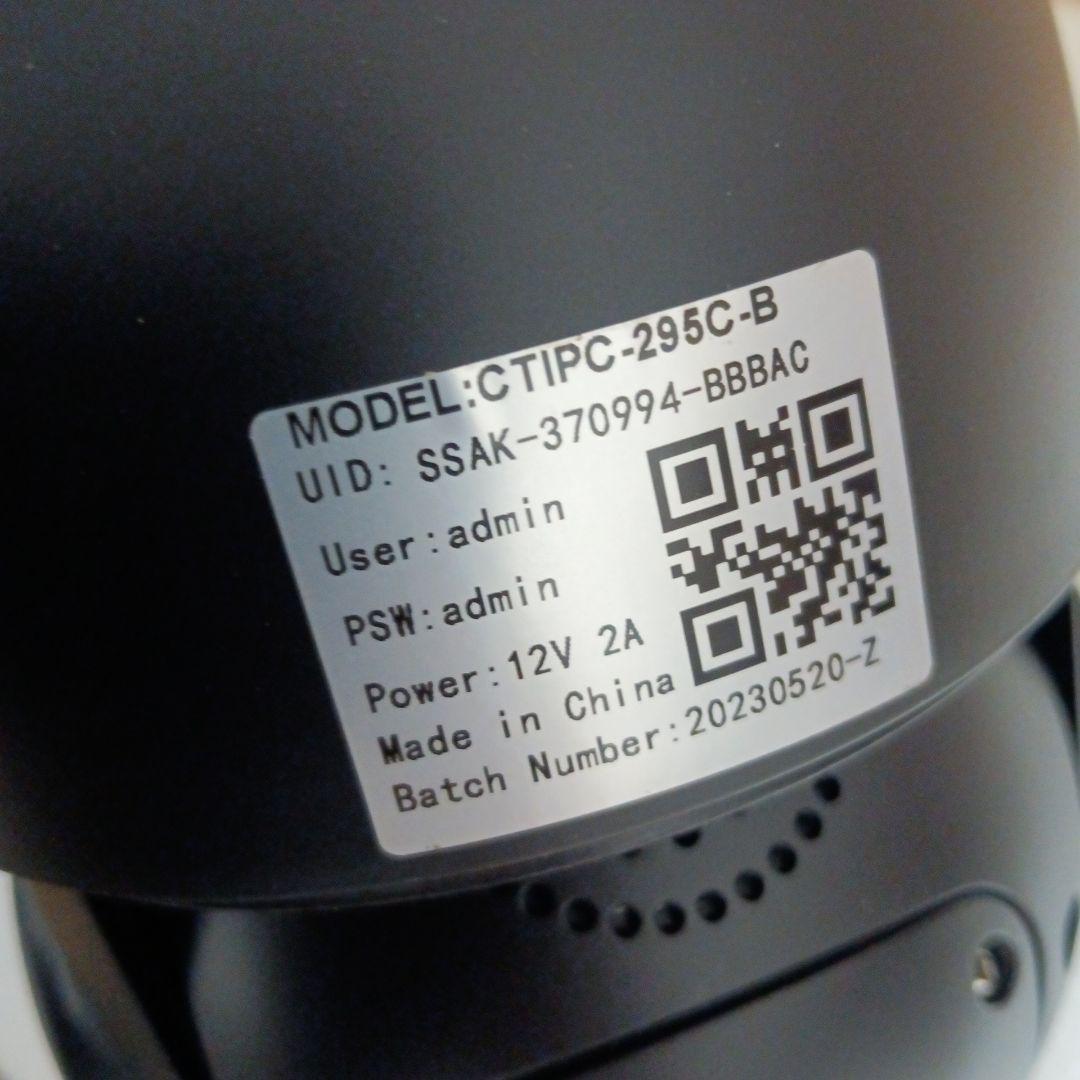 MODEL:CTIPC-295C-B
UID: SSAK-370994-BBBAC
User:admin
PSW:admin
Power:12V 2A
Made in China
Batch Number:20230520-Z